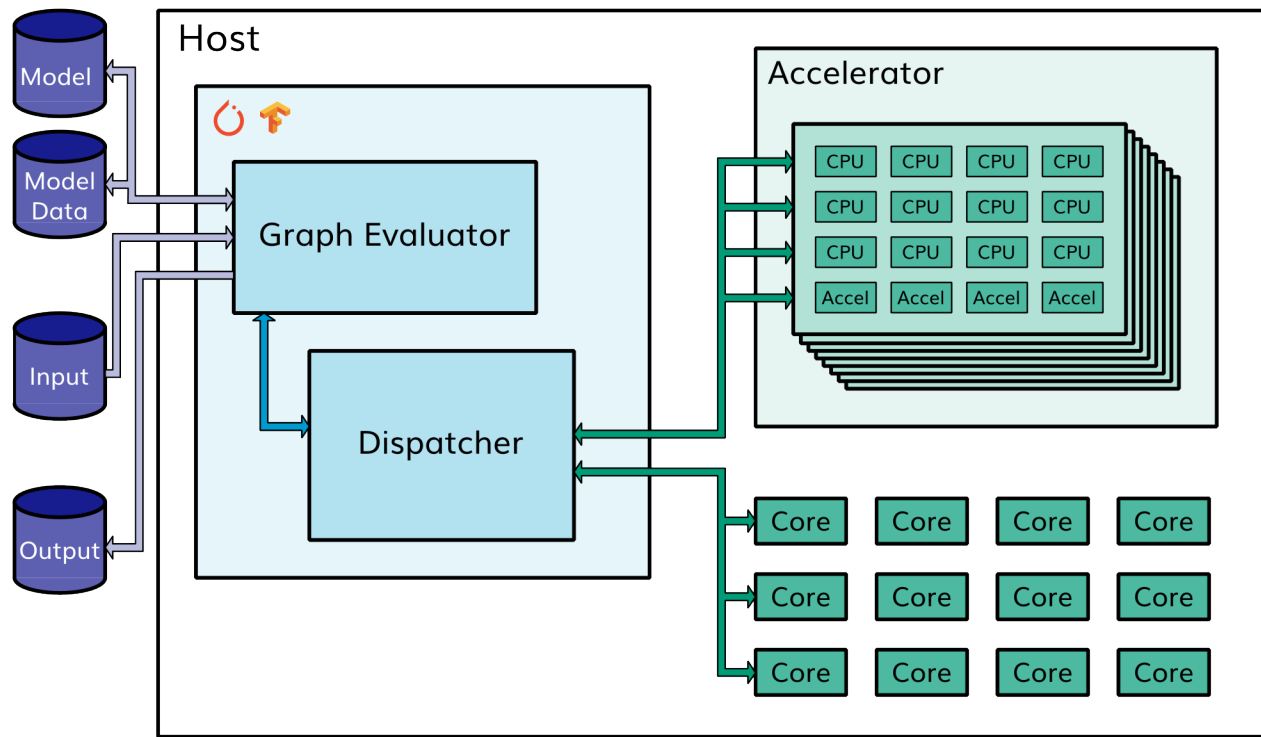 Host
Model
Model
Data
Input
Output
Graph Evaluator
Dispatcher
Accelerator
CPU CPU CPU CPU
CPU CPU CPU CPU
CPU CPU CPU CPU
Accel Accel Accel Accel
Core Core Core Core
Core Core Core Core
Core Core Core Core